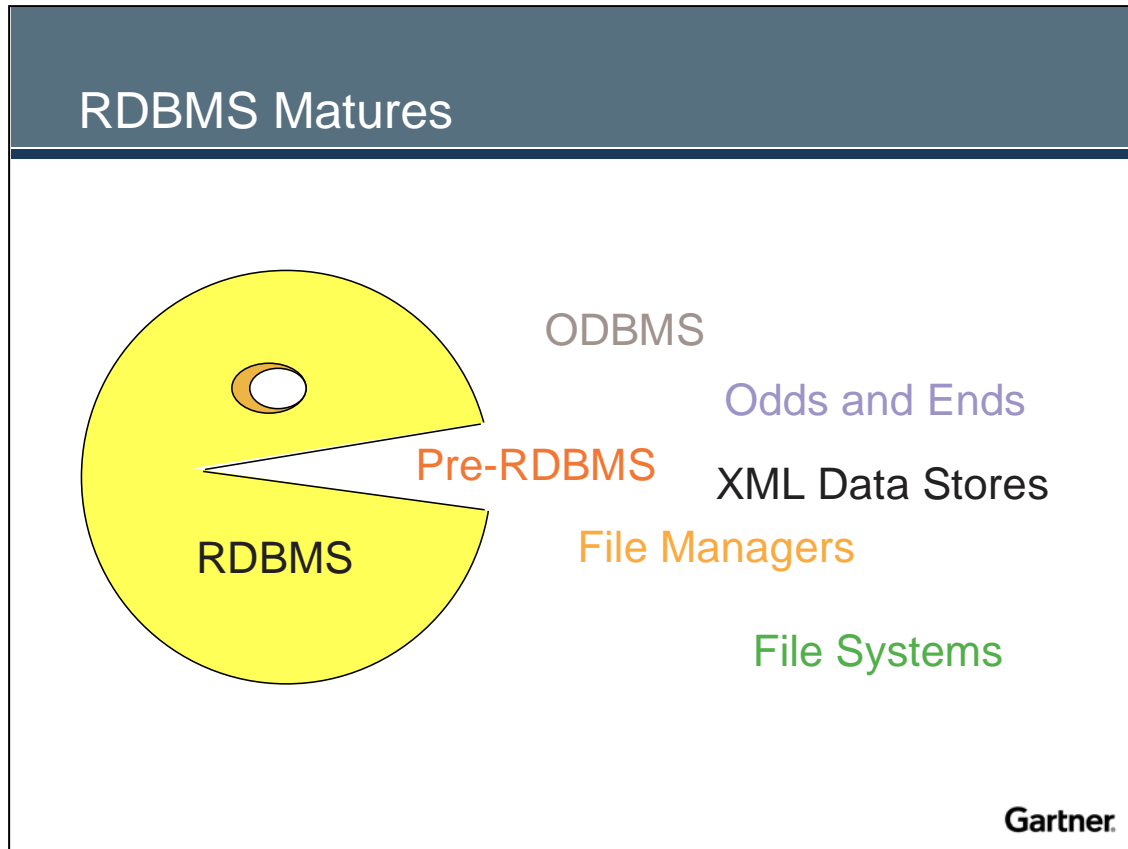 RDBMS Matures
ODBMS
Odds and Ends
Pre-RDBMS
XML Data Stores
File Managers
RDBMS
File Systems
Gartner.